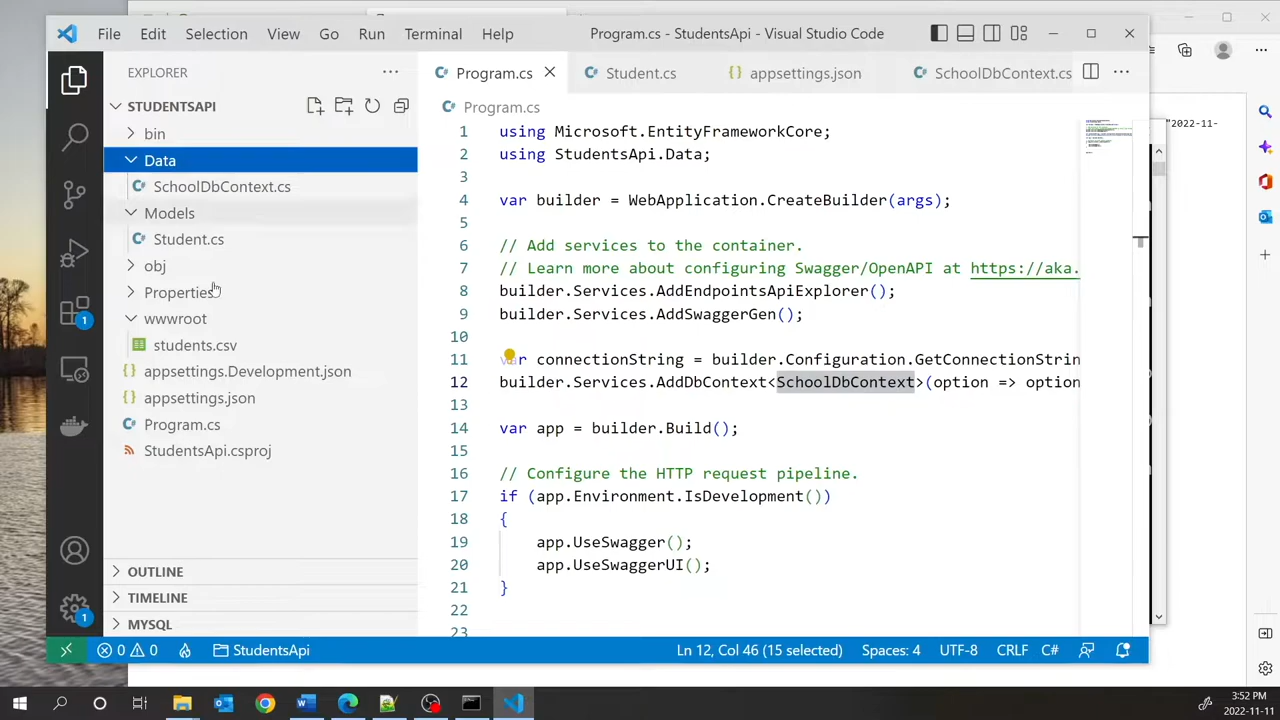 File Edit Selection View Go Run Terminal Help
Program.cs - StudentsApi - Visual Studio Code
EXPLORER
STUDENTSAPI
bin
Data
SchoolDbContext.cs
Models
Student.cs
obj
Properties
wwwroot
students.csv
appsettings.Development.json
appsettings.json
Program.cs
StudentsApi.csproj
OUTLINE
TIMELINE
MYSQL
1
1
Program.cs Student.cs appsettings.json SchoolDbContext.cs
Program.cs
1 using Microsoft.EntityFrameworkCore;
2 using StudentsApi.Data;
3
4 var builder = WebApplication.CreateBuilder(args);
5
6 // Add services to the container.
7 // Learn more about configuring Swagger/OpenAPI at https://aka.
8 builder.Services.AddEndpointsApiExplorer();
9 builder.Services.AddSwaggerGen();
10
11 var connectionString = builder.Configuration.GetConnectionStrin
12 builder.Services.AddDbContext<SchoolDbContext>(option => option
13
14 var app = builder.Build();
15
16 // Configure the HTTP request pipeline.
17 if (app.Environment.IsDevelopment())
18 {
19 app.UseSwagger();
20 app.UseSwaggerUI();
21 }
22
23
"2022-11-
0 0 StudentsApi Ln 12, Col 46 (15 selected) Spaces: 4 UTF-8 CRLF C#
3:52 PM
2022-11-11